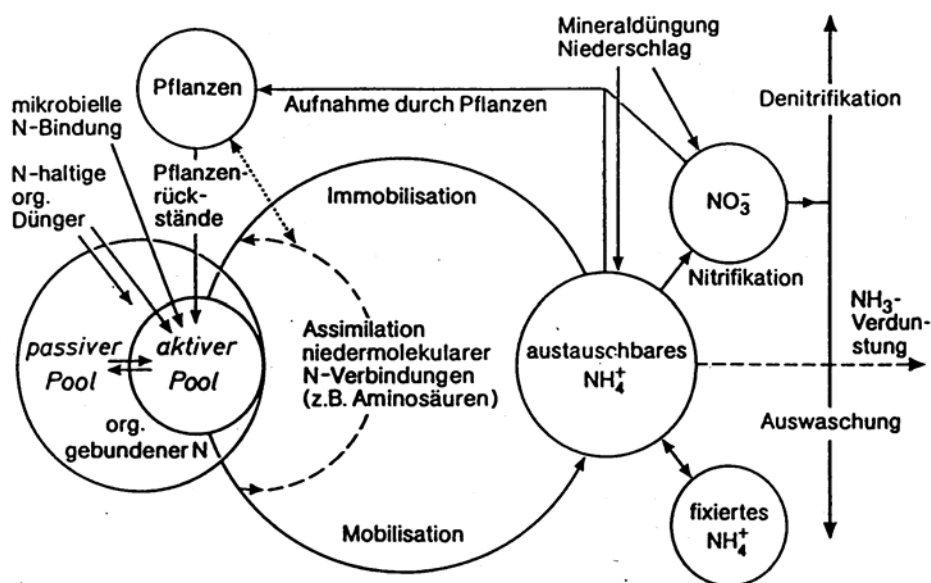 Mineraldüngung
Niederschlag
Pflanzen
Denitrifikation
mikrobielle
N-Bindung
Aufnahme durch Pflanzen
N-haltige
org.
Dünger
Pflanzen-
rück-
stände
Immobilisation
NO₃⁻
Nitrifikation
NH₃-
Verdun-
stung
passiver
Pool
aktiver
Pool
Assimilation
niedermolekularer
N-Verbindungen
(z.B. Aminosäuren)
austauschbares
NH₄⁺
org.
gebundener N
Auswaschung
Mobilisation
fixiertes
NH₄⁺